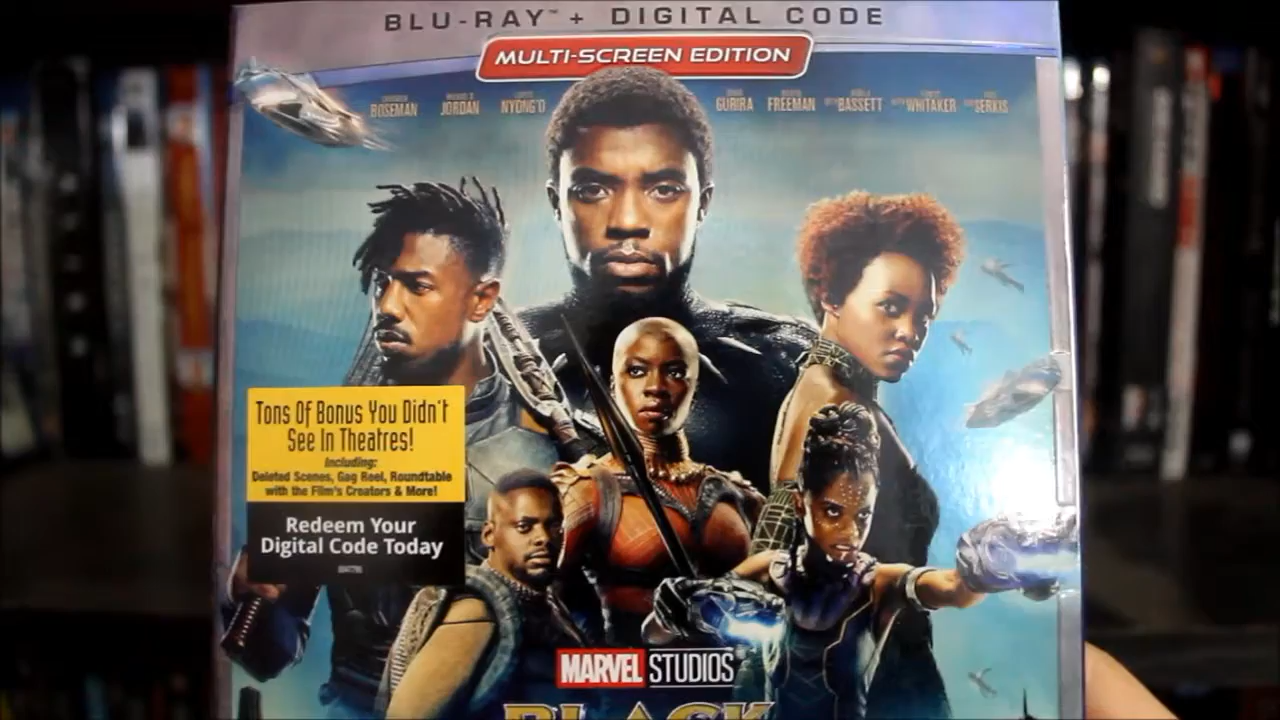 BLU-RAY™ + DIGITAL CODE
MULTI-SCREEN EDITION
BOSEMAN JORDAN NYONG'O GURIRA FREEMAN BASSETT WHITAKER SERKIS
Tons Of Bonus You Didn't
See In Theatres!
Including:
Deleted Scenes, Gag Reel, Roundtable
with the Film's Creators & More!
Redeem Your
Digital Code Today
MARVEL STUDIOS
BLACK